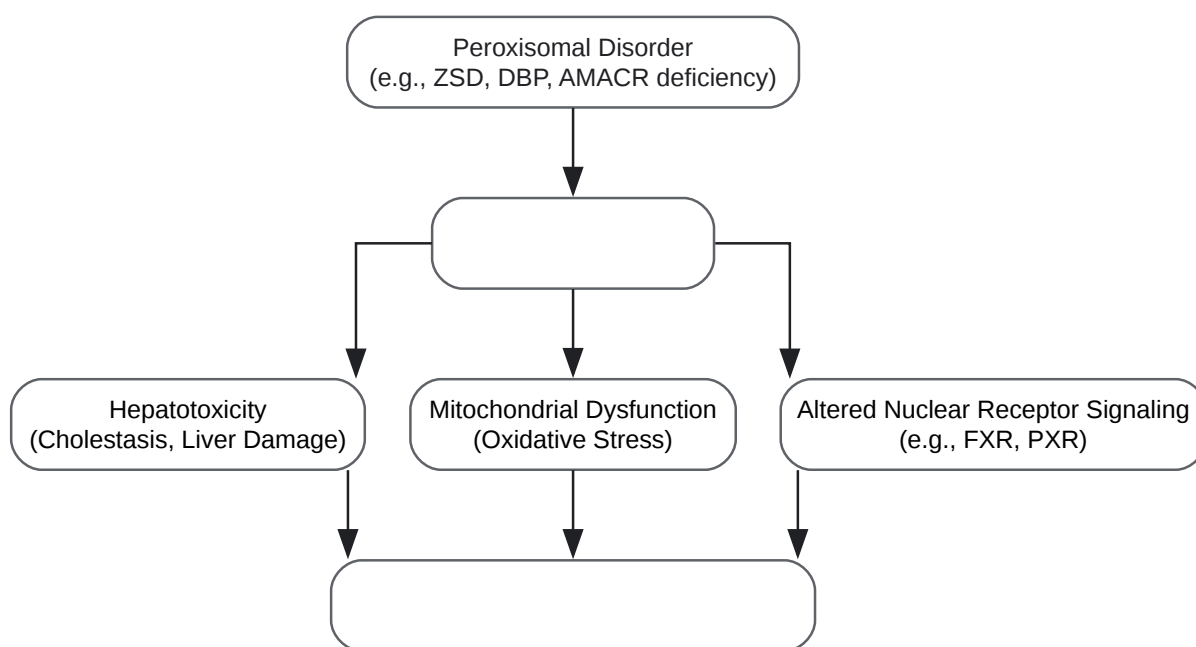 Peroxisomal Disorder
(e.g., ZSD, DBP, AMACR deficiency)
Hepatotoxicity
(Cholestasis, Liver Damage)
Mitochondrial Dysfunction
(Oxidative Stress)
Altered Nuclear Receptor Signaling
(e.g., FXR, PXR)